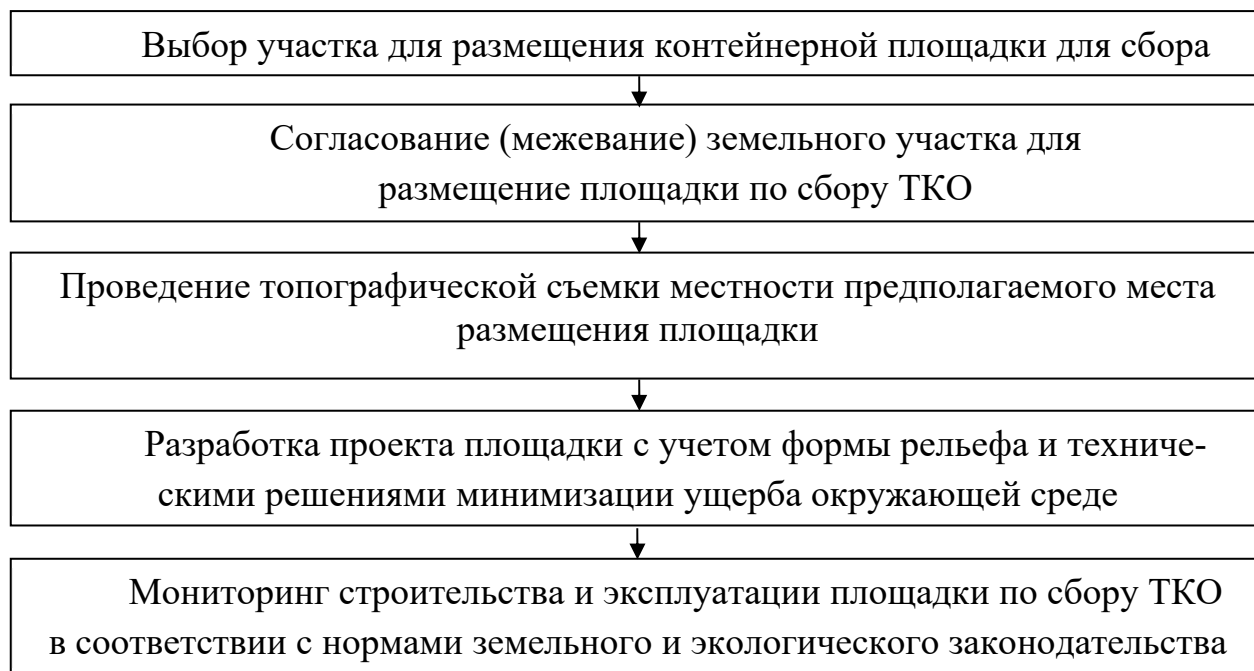 Выбор участка для размещения контейнерной площадки для сбора
Согласование (межевание) земельного участка для
размещение площадки по сбору ТКО
Проведение топографической съемки местности предполагаемого места
размещения площадки
Разработка проекта площадки с учетом формы рельефа и техниче-
скими решениями минимизации ущерба окружающей среде
Мониторинг строительства и эксплуатации площадки по сбору ТКО
в соответствии с нормами земельного и экологического законодательства